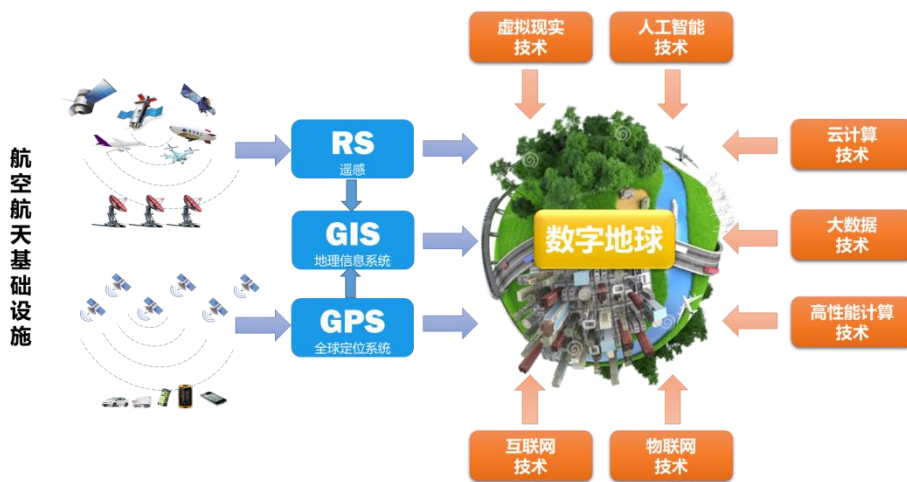 虚拟现实
技术
人工智能
技术
航空航天基础设施
RS
遥感
云计算
技术
GIS
地理信息系统
数字地球
大数据
技术
GPS
全球定位系统
高性能计算
技术
互联网
技术
物联网
技术